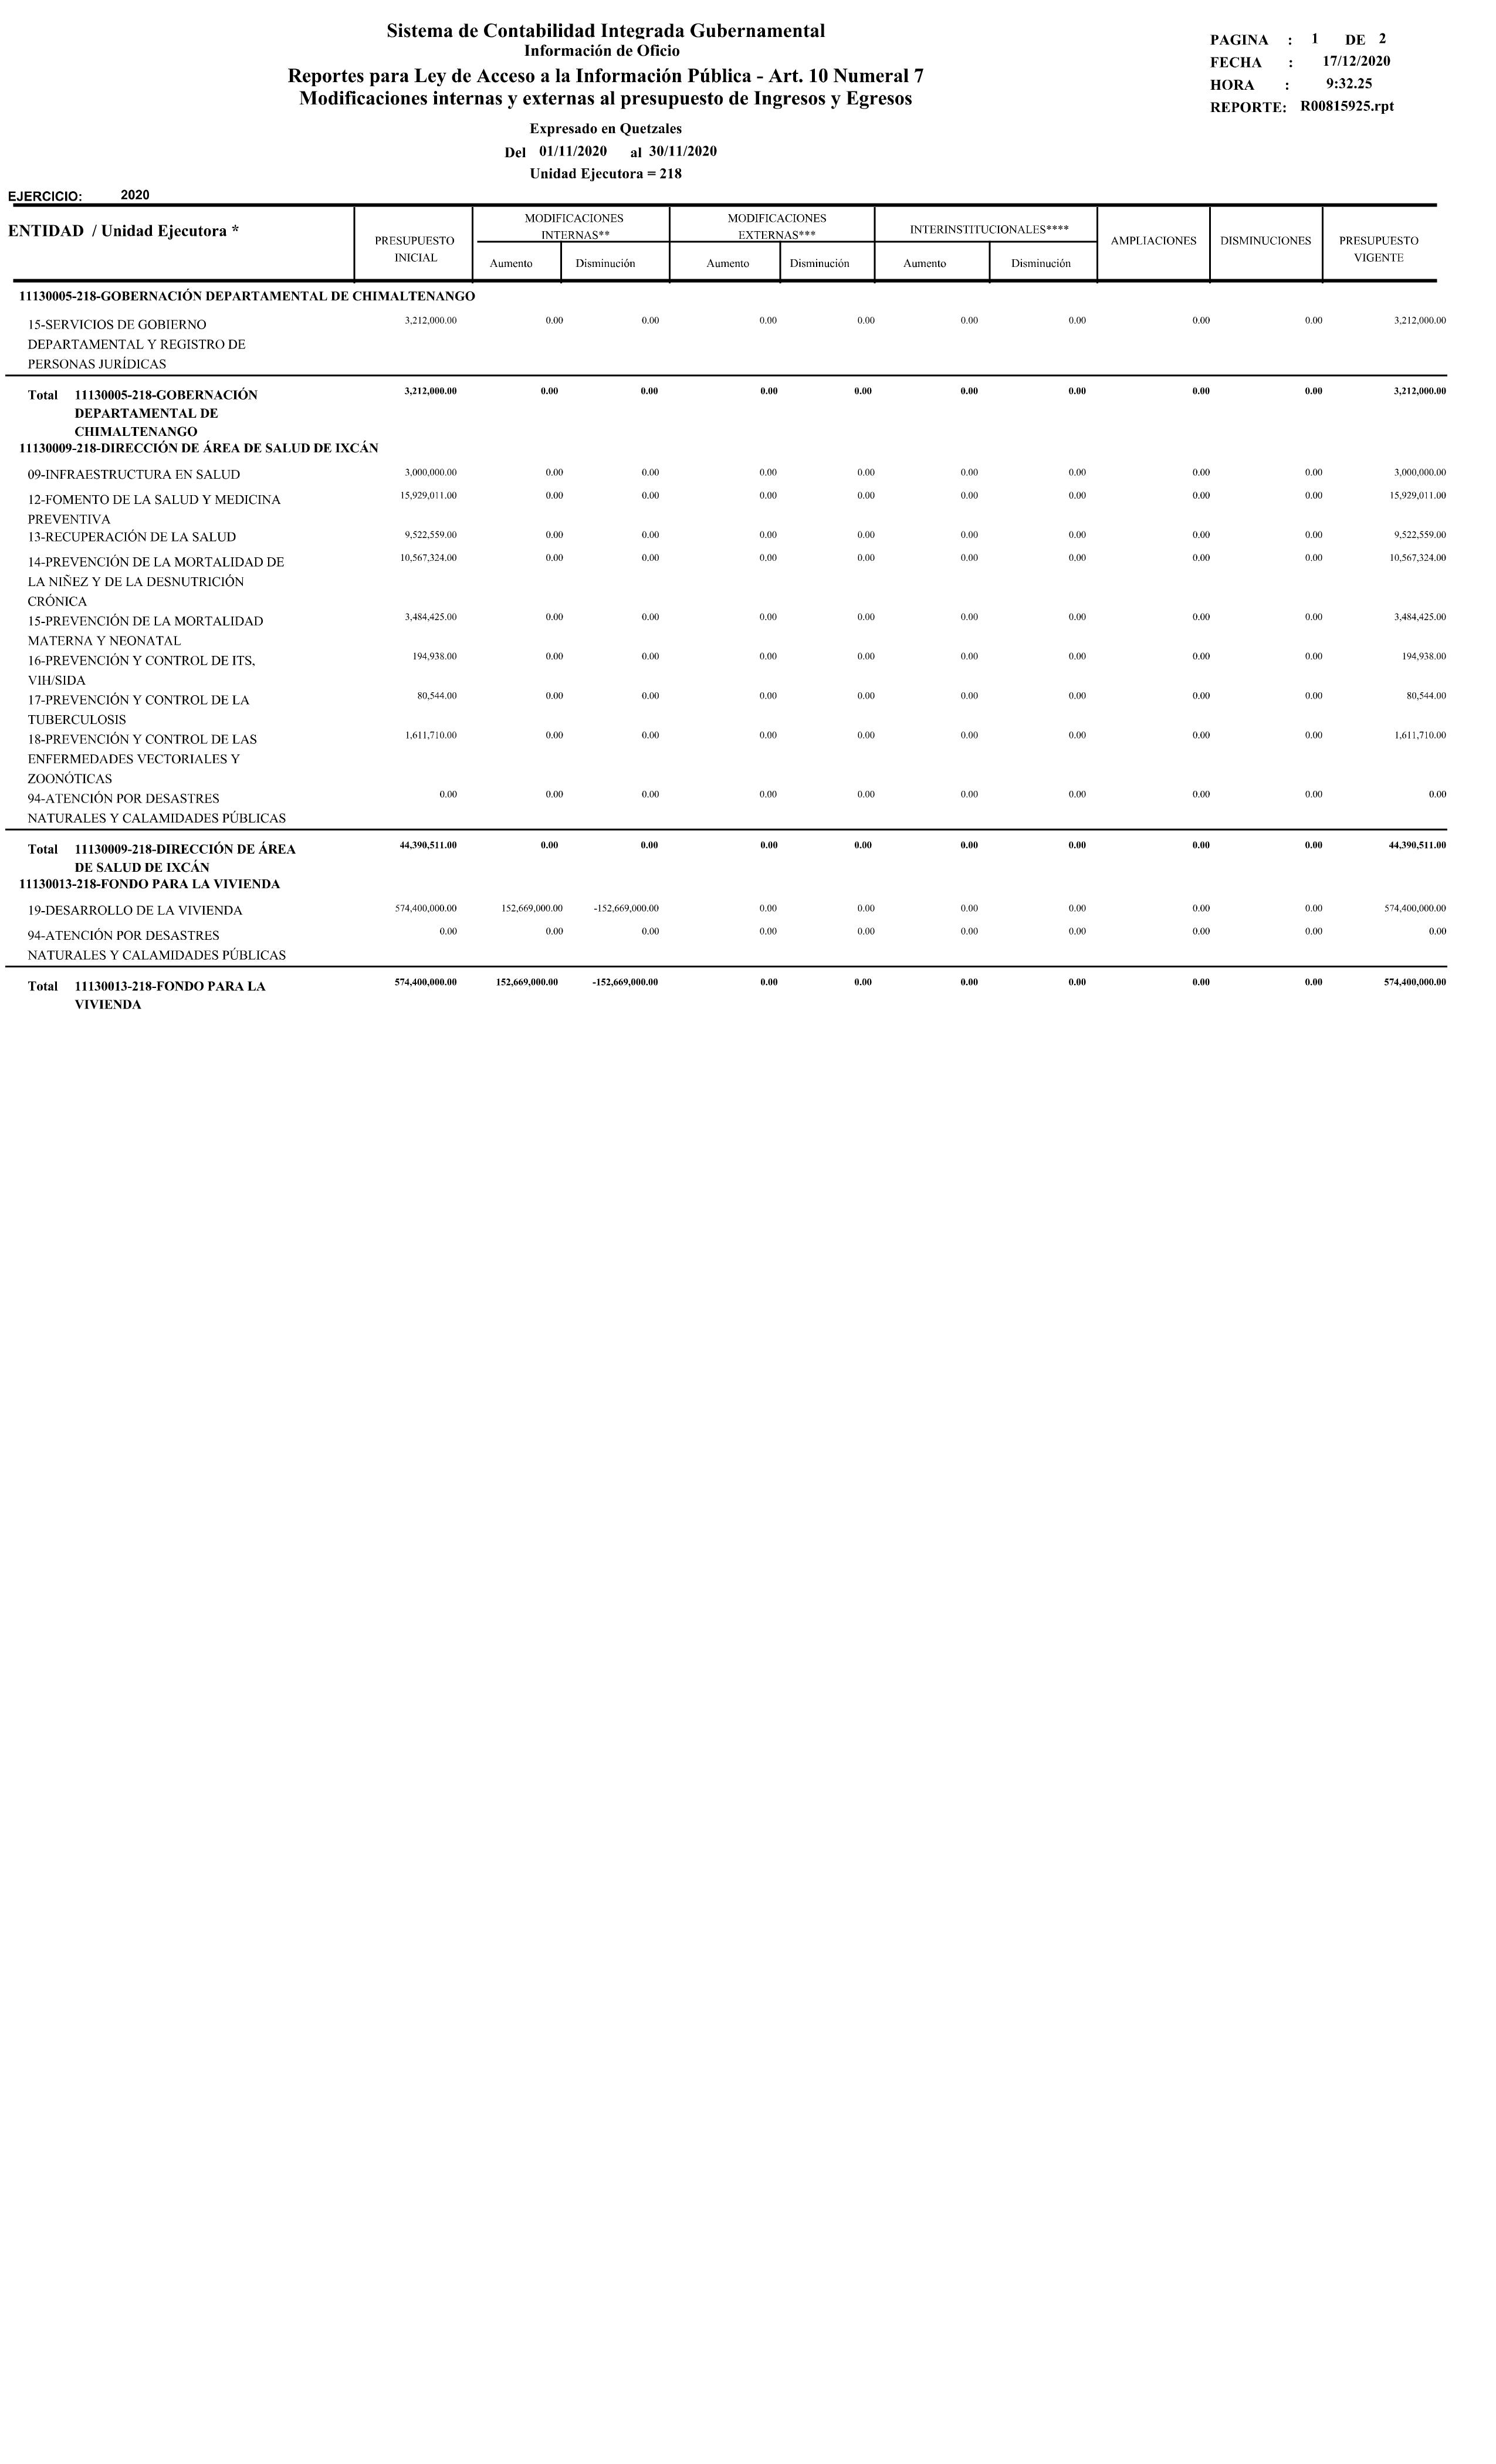 Sistema de Contabilidad Integrada Gubernamental
Información de Oficio
Reportes para Ley de Acceso a la Información Pública - Art. 10 Numeral 7
Modificaciones internas y externas al presupuesto de Ingresos y Egresos
Expresado en Quetzales
Del 01/11/2020 al 30/11/2020
Unidad Ejecutora = 218
PAGINA : 1 DE 2
FECHA : 17/12/2020
HORA : 9:32.25
REPORTE: R00815925.rpt
EJERCICIO: 2020
ENTIDAD / Unidad Ejecutora *
PRESUPUESTO
INICIAL
MODIFICACIONES
INTERNAS**
MODIFICACIONES
EXTERNAS***
INTERINSTITUCIONALES****
AMPLIACIONES
DISMINUCIONES
PRESUPUESTO
VIGENTE
Aumento Disminución Aumento Disminución Aumento Disminución
11130005-218-GOBERNACIÓN DEPARTAMENTAL DE CHIMALTENANGO
15-SERVICIOS DE GOBIERNO 3,212,000.00 0.00 0.00 0.00 0.00 0.00 0.00 0.00 0.00 3,212,000.00
DEPARTAMENTAL Y REGISTRO DE
PERSONAS JURÍDICAS
Total 11130005-218-GOBERNACIÓN 3,212,000.00 0.00 0.00 0.00 0.00 0.00 0.00 0.00 0.00 3,212,000.00
DEPARTAMENTAL DE
CHIMALTENANGO
11130009-218-DIRECCIÓN DE ÁREA DE SALUD DE IXCÁN
09-INFRAESTRUCTURA EN SALUD 3,000,000.00 0.00 0.00 0.00 0.00 0.00 0.00 0.00 0.00 3,000,000.00
12-FOMENTO DE LA SALUD Y MEDICINA 15,929,011.00 0.00 0.00 0.00 0.00 0.00 0.00 0.00 0.00 15,929,011.00
PREVENTIVA
13-RECUPERACIÓN DE LA SALUD 9,522,559.00 0.00 0.00 0.00 0.00 0.00 0.00 0.00 0.00 9,522,559.00
14-PREVENCIÓN DE LA MORTALIDAD DE 10,567,324.00 0.00 0.00 0.00 0.00 0.00 0.00 0.00 0.00 10,567,324.00
LA NIÑEZ Y DE LA DESNUTRICIÓN
CRÓNICA
15-PREVENCIÓN DE LA MORTALIDAD 3,484,425.00 0.00 0.00 0.00 0.00 0.00 0.00 0.00 0.00 3,484,425.00
MATERNA Y NEONATAL
16-PREVENCIÓN Y CONTROL DE ITS, 194,938.00 0.00 0.00 0.00 0.00 0.00 0.00 0.00 0.00 194,938.00
VIH/SIDA
17-PREVENCIÓN Y CONTROL DE LA 80,544.00 0.00 0.00 0.00 0.00 0.00 0.00 0.00 0.00 80,544.00
TUBERCULOSIS
18-PREVENCIÓN Y CONTROL DE LAS 1,611,710.00 0.00 0.00 0.00 0.00 0.00 0.00 0.00 0.00 1,611,710.00
ENFERMEDADES VECTORIALES Y
ZOONÓTICAS
94-ATENCIÓN POR DESASTRES 0.00 0.00 0.00 0.00 0.00 0.00 0.00 0.00 0.00 0.00
NATURALES Y CALAMIDADES PÚBLICAS
Total 11130009-218-DIRECCIÓN DE ÁREA 44,390,511.00 0.00 0.00 0.00 0.00 0.00 0.00 0.00 0.00 44,390,511.00
DE SALUD DE IXCÁN
11130013-218-FONDO PARA LA VIVIENDA
19-DESARROLLO DE LA VIVIENDA 574,400,000.00 152,669,000.00 -152,669,000.00 0.00 0.00 0.00 0.00 0.00 0.00 574,400,000.00
94-ATENCIÓN POR DESASTRES 0.00 0.00 0.00 0.00 0.00 0.00 0.00 0.00 0.00 0.00
NATURALES Y CALAMIDADES PÚBLICAS
Total 11130013-218-FONDO PARA LA 574,400,000.00 152,669,000.00 -152,669,000.00 0.00 0.00 0.00 0.00 0.00 0.00 574,400,000.00
VIVIENDA